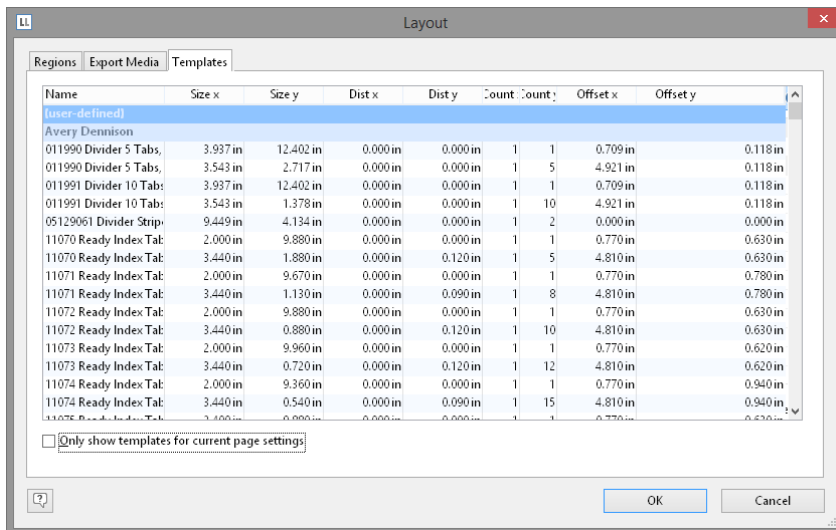 LL Layout
Regions Export Media Templates
Name Size x Size y Dist x Dist y Count Count y Offset x Offset y
(user-defined)
Avery Dennison
011990 Divider 5 Tabs, 3.937 in 12.402 in 0.000 in 0.000 in 1 1 0.709 in 0.118 in
011990 Divider 5 Tabs, 3.543 in 2.717 in 0.000 in 0.000 in 1 5 4.921 in 0.118 in
011991 Divider 10 Tabs 3.937 in 12.402 in 0.000 in 0.000 in 1 1 0.709 in 0.118 in
011991 Divider 10 Tabs 3.543 in 1.378 in 0.000 in 0.000 in 1 10 4.921 in 0.118 in
05129061 Divider Strip 9.449 in 4.134 in 0.000 in 0.000 in 1 2 0.000 in 0.000 in
11070 Ready Index Tab 2.000 in 9.880 in 0.000 in 0.000 in 1 1 0.770 in 0.630 in
11070 Ready Index Tab 3.440 in 1.880 in 0.000 in 0.120 in 1 5 4.810 in 0.630 in
11071 Ready Index Tab 2.000 in 9.670 in 0.000 in 0.000 in 1 1 0.770 in 0.780 in
11071 Ready Index Tab 3.440 in 1.130 in 0.000 in 0.090 in 1 8 4.810 in 0.780 in
11072 Ready Index Tab 2.000 in 9.880 in 0.000 in 0.000 in 1 1 0.770 in 0.630 in
11072 Ready Index Tab 3.440 in 0.880 in 0.000 in 0.120 in 1 10 4.810 in 0.630 in
11073 Ready Index Tab 2.000 in 9.960 in 0.000 in 0.000 in 1 1 0.770 in 0.620 in
11073 Ready Index Tab 3.440 in 0.720 in 0.000 in 0.120 in 1 12 4.810 in 0.620 in
11074 Ready Index Tab 2.000 in 9.360 in 0.000 in 0.000 in 1 1 0.770 in 0.940 in
11074 Ready Index Tab 3.440 in 0.540 in 0.000 in 0.090 in 1 15 4.810 in 0.940 in
Only show templates for current page settings
OK Cancel